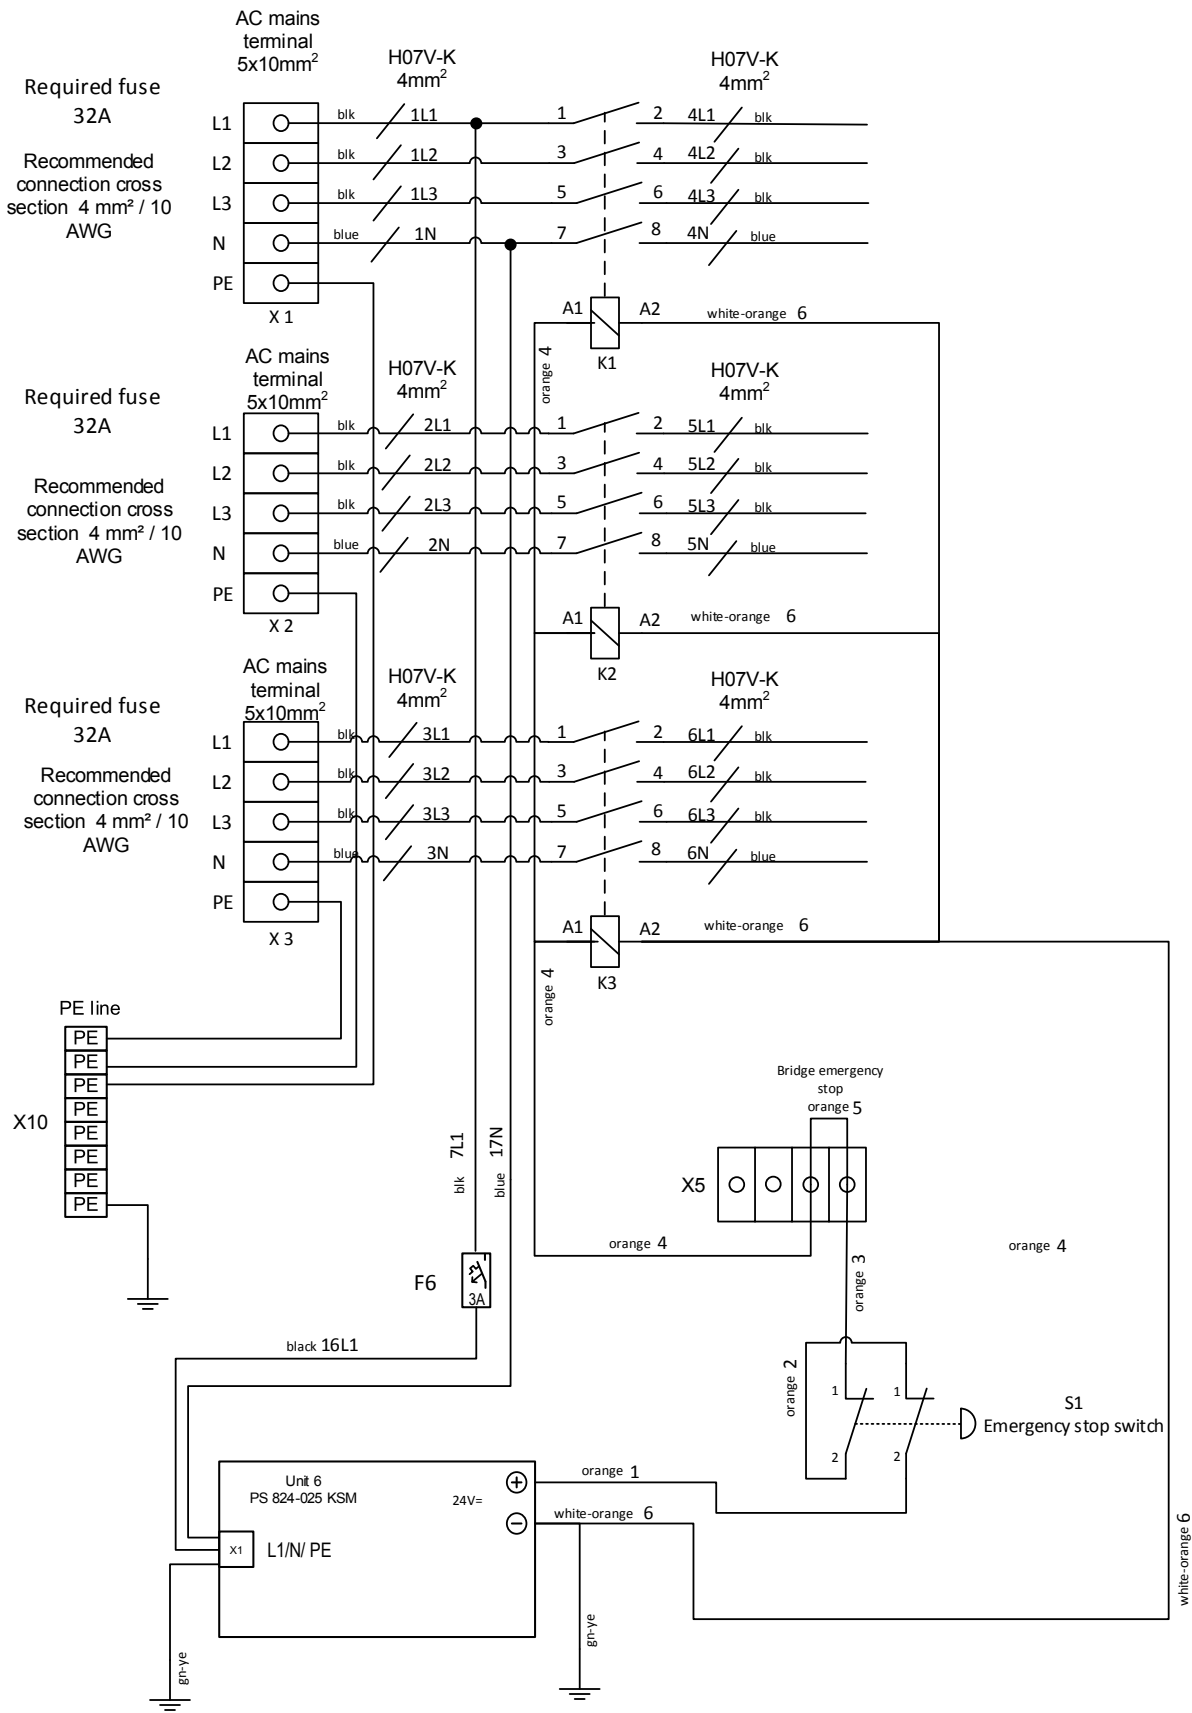 AC mains
terminal
5x10mm²
H07V-K
4mm²
H07V-K
4mm²
Required fuse
32A
Recommended
connection cross
section 4 mm² / 10
AWG
L1 blk 1L1 1 2 4L1 blk
L2 blk 1L2 3 4 4L2 blk
L3 blk 1L3 5 6 4L3 blk
N blue 1N 7 8 4N blue
PE
X 1
A1 A2 white-orange 6
K1
orange 4
AC mains
terminal
5x10mm²
H07V-K
4mm²
H07V-K
4mm²
Required fuse
32A
Recommended
connection cross
section 4 mm² / 10
AWG
L1 blk 2L1 1 2 5L1 blk
L2 blk 2L2 3 4 5L2 blk
L3 blk 2L3 5 6 5L3 blk
N blue 2N 7 8 5N blue
PE
X 2
A1 A2 white-orange 6
K2
AC mains
terminal
5x10mm²
H07V-K
4mm²
H07V-K
4mm²
Required fuse
32A
Recommended
connection cross
section 4 mm² / 10
AWG
L1 blk 3L1 1 2 6L1 blk
L2 blk 3L2 3 4 6L2 blk
L3 blk 3L3 5 6 6L3 blk
N blue 3N 7 8 6N blue
PE
X 3
A1 A2 white-orange 6
K3
orange 4
PE line
PE
PE
PE
PE
PE
PE
PE
PE
X10
blk 7L1
blue 17N
Bridge emergency
stop
orange 5
X5
orange 4
orange 4
orange 3
F6
3A
black 16L1
orange 2
1 1
2 2
S1
Emergency stop switch
Unit 6
PS 824-025 KSM
24V=
+
−
orange 1
white-orange 6
X1
L1/N/ PE
gn-ye
gn-ye
white-orange 6